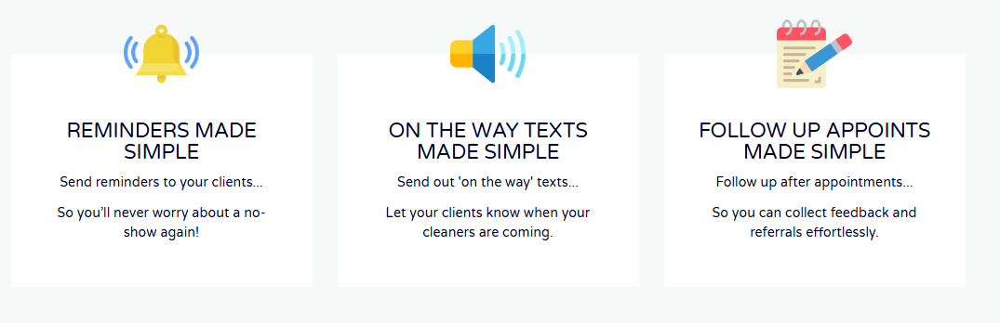 REMINDERS MADE
SIMPLE
Send reminders to your clients...
So you’ll never worry about a no-
show again!
ON THE WAY TEXTS
MADE SIMPLE
Send out 'on the way' texts...
Let your clients know when your
cleaners are coming.
FOLLOW UP APPOINTS
MADE SIMPLE
Follow up after appointments...
So you can collect feedback and
referrals effortlessly.